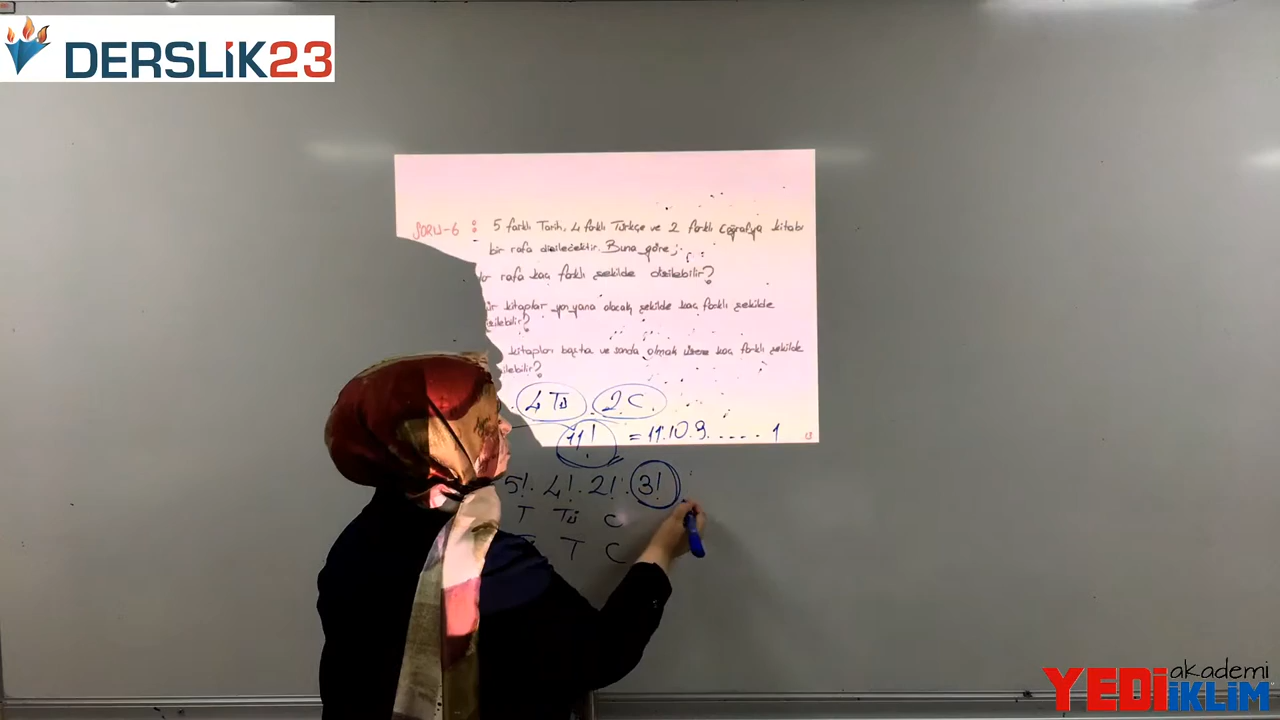 DERSLİK23
SORU-6 : 5 farklı Tarih, 4 farklı Türkçe ve 2 farklı Coğrafya kitabı
bir rafa dizilecektir. Buna göre;
rafa kaç farklı şekilde dizilebilir?
kitaplar yan yana olacak şekilde kaç farklı şekilde
kitapları başta ve sonda olmak üzere kaç farklı şekilde
4 Tü 2 C
11! = 11.10.9. .... 1
5! . 4! . 2! . 3!
T Tü C
T C
YEDİ İKLİM akademi